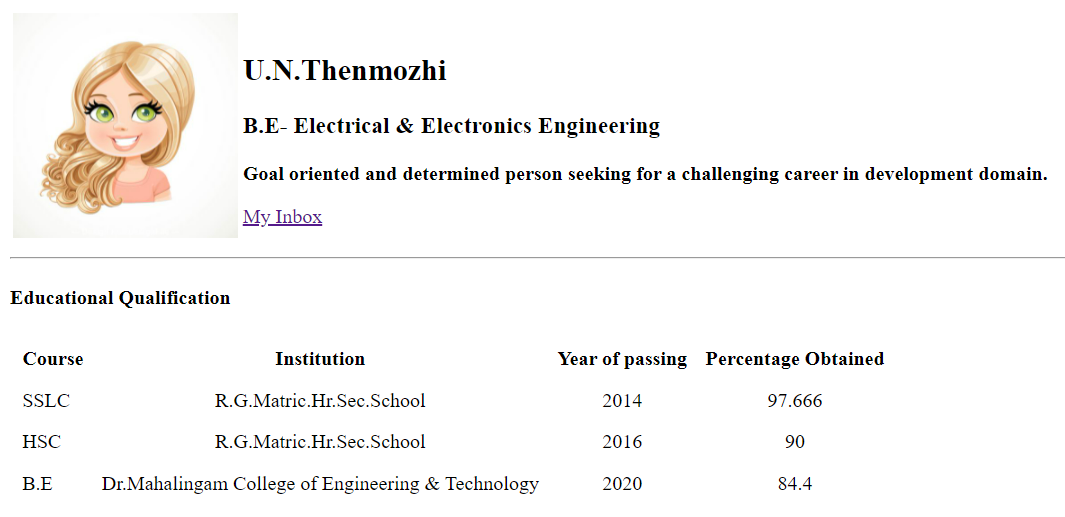 U.N.Thenmozhi
B.E- Electrical & Electronics Engineering
Goal oriented and determined person seeking for a challenging career in development domain.
My Inbox
Educational Qualification
Course Institution Year of passing Percentage Obtained
SSLC R.G.Matric.Hr.Sec.School 2014 97.666
HSC R.G.Matric.Hr.Sec.School 2016 90
B.E Dr.Mahalingam College of Engineering & Technology 2020 84.4